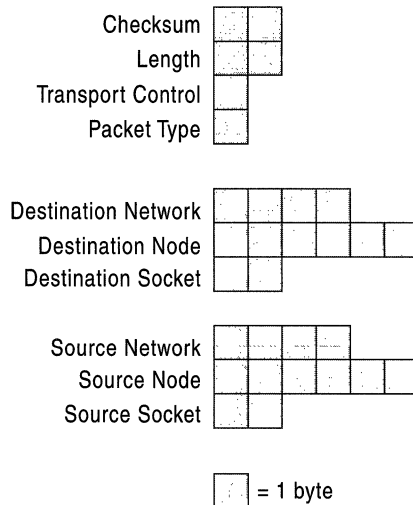 Checksum
Length
Transport Control
Packet Type
Destination Network
Destination Node
Destination Socket
Source Network
Source Node
Source Socket
= 1 byte